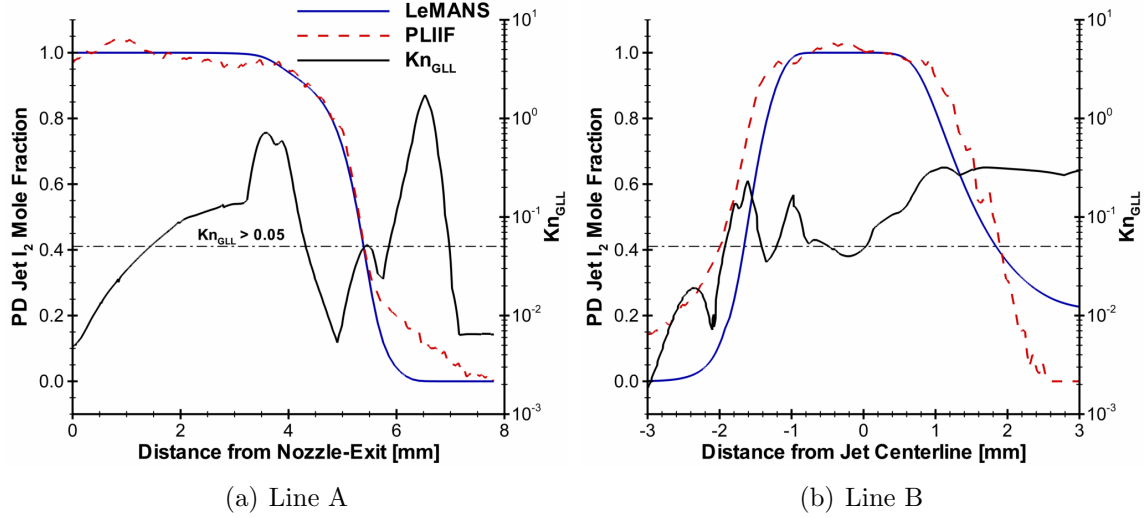 LeMANS
PLIIF
Kn_GLL
PD Jet I₂ Mole Fraction
1.0
0.8
0.6
0.4
0.2
0.0
Kn_GLL > 0.05
10¹
10⁰
10⁻¹
10⁻²
10⁻³
Kn_GLL
0 2 4 6 8
Distance from Nozzle-Exit [mm]
(a) Line A
PD Jet I₂ Mole Fraction
1.0
0.8
0.6
0.4
0.2
0.0
10¹
10⁰
10⁻¹
10⁻²
10⁻³
Kn_GLL
-3 -2 -1 0 1 2 3
Distance from Jet Centerline [mm]
(b) Line B